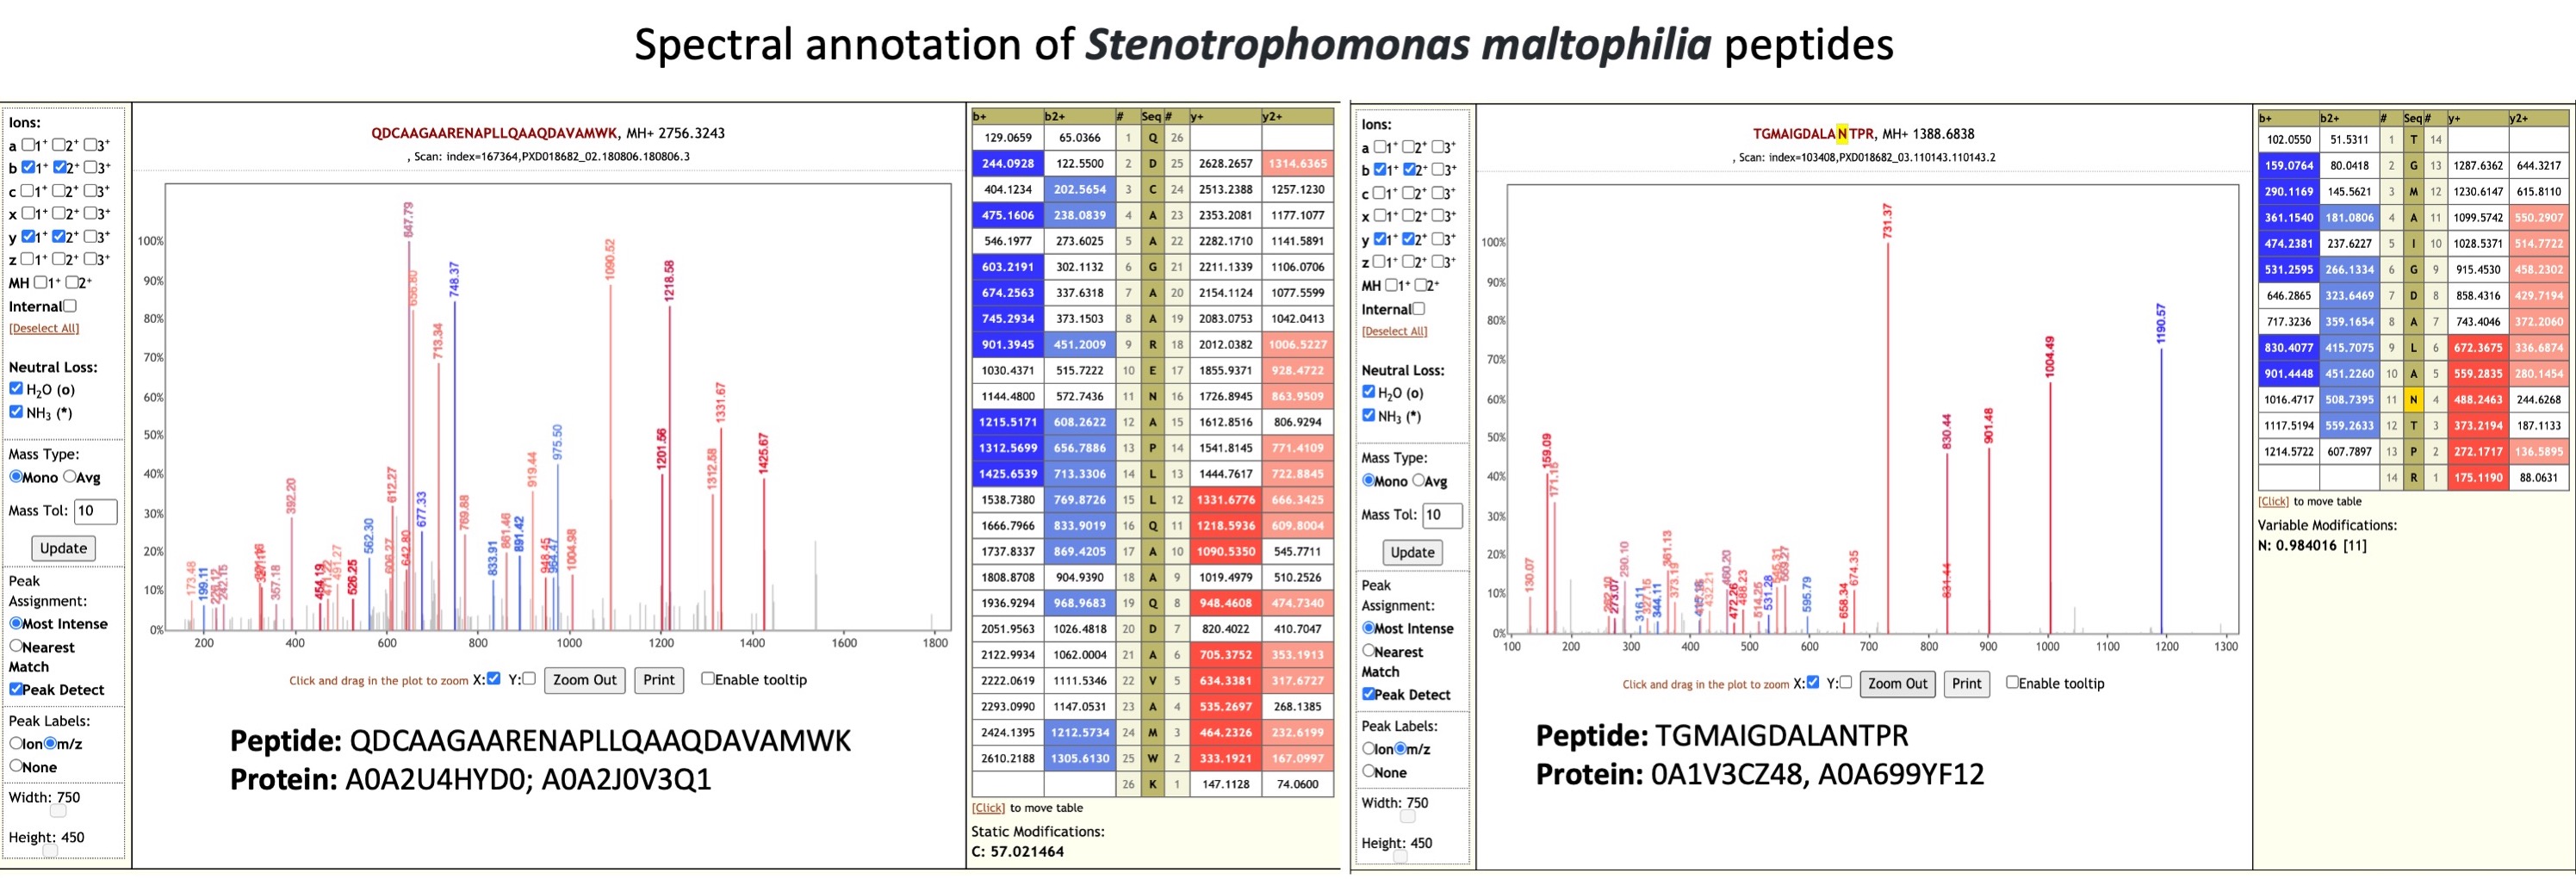 Spectral annotation of Stenotrophomonas maltophilia peptides
Ions:
a 1+ 2+ 3+
b 1+ 2+ 3+
c 1+ 2+ 3+
x 1+ 2+ 3+
y 1+ 2+ 3+
z 1+ 2+ 3+
MH 1+ 2+
Internal
[Deselect All]
Neutral Loss:
H2O (o)
NH3 (*)
Mass Type:
Mono Avg
Mass Tol: 10
Update
Peak
Assignment:
Most Intense
Nearest
Match
Peak Detect
Peak Labels:
Ion m/z
None
Width: 750
Height: 450
QDCAAGAARENAPLLQAAQDAVAMWK, MH+ 2756.3243
, Scan: index=167364,PXD018682_02.180806.180806.3
100%
90%
80%
70%
60%
50%
40%
30%
20%
10%
0%
173.48
199.11
242.15
392.20
357.18
454.19
491.27
526.25
562.30
606.27
612.27
642.80
647.79
656.80
677.33
713.34
748.37
769.88
833.91
861.46
891.42
919.44
948.45
964.47
975.50
1004.98
1090.52
1201.56
1218.58
1312.58
1331.67
1425.67
200 400 600 800 1000 1200 1400 1600 1800
Click and drag in the plot to zoom X: Y: Zoom Out Print Enable tooltip
Peptide: QDCAAGAARENAPLLQAAQDAVAMWK
Protein: A0A2U4HYD0; A0A2J0V3Q1
b+ b2+ # Seq # y+ y2+
129.0659 65.0366 1 Q 26
244.0928 122.5500 2 D 25 2628.2657 1314.6365
404.1234 202.5654 3 C 24 2513.2388 1257.1230
475.1606 238.0839 4 A 23 2353.2081 1177.1077
546.1977 273.6025 5 A 22 2282.1710 1141.5891
603.2191 302.1132 6 G 21 2211.1339 1106.0706
674.2563 337.6318 7 A 20 2154.1124 1077.5599
745.2934 373.1503 8 A 19 2083.0753 1042.0413
901.3945 451.2009 9 R 18 2012.0382 1006.5227
1030.4371 515.7222 10 E 17 1855.9371 928.4722
1144.4800 572.7436 11 N 16 1726.8945 863.9509
1215.5171 608.2622 12 A 15 1612.8516 806.9294
1312.5699 656.7886 13 P 14 1541.8145 771.4109
1425.6539 713.3306 14 L 13 1444.7617 722.8845
1538.7380 769.8726 15 L 12 1331.6776 666.3425
1666.7966 833.9019 16 Q 11 1218.5936 609.8004
1737.8337 869.4205 17 A 10 1090.5350 545.7711
1808.8708 904.9390 18 A 9 1019.4979 510.2526
1936.9294 968.9683 19 Q 8 948.4608 474.7340
2051.9563 1026.4818 20 D 7 820.4022 410.7047
2122.9934 1062.0004 21 A 6 705.3752 353.1913
2222.0619 1111.5346 22 V 5 634.3381 317.6727
2293.0990 1147.0531 23 A 4 535.2697 268.1385
2424.1395 1212.5734 24 M 3 464.2326 232.6199
2610.2188 1305.6130 25 W 2 333.1921 167.0997
26 K 1 147.1128 74.0600
[Click] to move table
Static Modifications:
C: 57.021464
Ions:
a 1+ 2+ 3+
b 1+ 2+ 3+
c 1+ 2+ 3+
x 1+ 2+ 3+
y 1+ 2+ 3+
z 1+ 2+ 3+
MH 1+ 2+
Internal
[Deselect All]
Neutral Loss:
H2O (o)
NH3 (*)
Mass Type:
Mono Avg
Mass Tol: 10
Update
Peak
Assignment:
Most Intense
Nearest
Match
Peak Detect
Peak Labels:
Ion m/z
None
Width: 750
Height: 450
TGMAIGDALANTPR, MH+ 1388.6838
, Scan: index=103408,PXD018682_03.110143.110143.2
100%
90%
80%
70%
60%
50%
40%
30%
20%
10%
0%
130.07
159.09
171.15
273.07
290.10
316.11
327.15
344.11
361.13
373.19
432.21
460.20
472.26
488.23
514.25
531.28
595.79
658.34
674.35
731.37
830.44
831.44
901.48
1004.49
1190.57
100 200 300 400 500 600 700 800 900 1000 1100 1200 1300
Click and drag in the plot to zoom X: Y: Zoom Out Print Enable tooltip
Peptide: TGMAIGDALANTPR
Protein: 0A1V3CZ48, A0A699YF12
b+ b2+ # Seq # y+ y2+
102.0550 51.5311 1 T 14
159.0764 80.0418 2 G 13 1287.6362 644.3217
290.1169 145.5621 3 M 12 1230.6147 615.8110
361.1540 181.0806 4 A 11 1099.5742 550.2907
474.2381 237.6227 5 I 10 1028.5371 514.7722
531.2595 266.1334 6 G 9 915.4530 458.2302
646.2865 323.6469 7 D 8 858.4316 429.7194
717.3236 359.1654 8 A 7 743.4046 372.2060
830.4077 415.7075 9 L 6 672.3675 336.6874
901.4448 451.2260 10 A 5 559.2835 280.1454
1016.4717 508.7395 11 N 4 488.2463 244.6268
1117.5194 559.2633 12 T 3 373.2194 187.1133
1214.5722 607.7897 13 P 2 272.1717 136.5895
14 R 1 175.1190 88.0631
[Click] to move table
Variable Modifications:
N: 0.984016 [11]